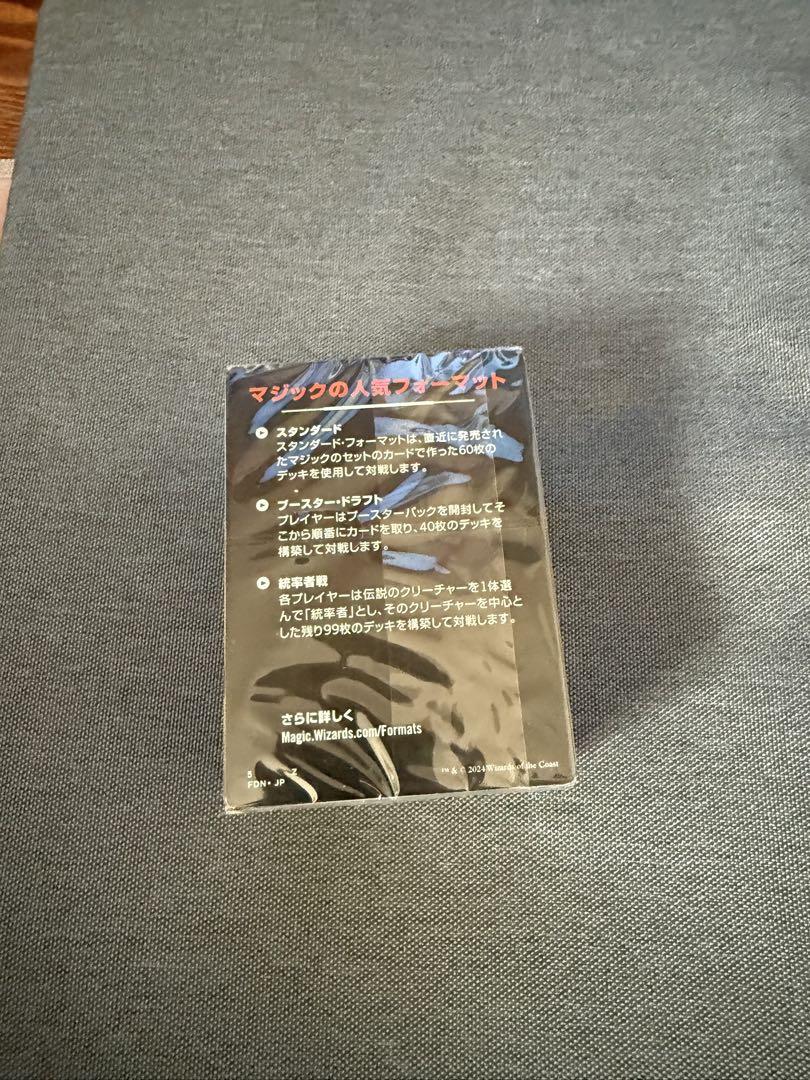 マジックの人気フォーマット
スタンダード
スタンダード・フォーマットは、直近に発売され
たマジックのセットのカードで作った60枚の
デッキを使用して対戦します。
ブースター・ドラフト
プレイヤーはブースターパックを開封してそ
こから順番にカードを取り、40枚のデッキを
構築して対戦します。
統率者戦
各プレイヤーは伝説のクリーチャーを1体選
んで「統率者」とし、そのクリーチャーを中心と
した残り99枚のデッキを構築して対戦します。
さらに詳しく
Magic.Wizards.com/Formats
5 Z
FDN • JP
™ & © 2024 Wizards of the Coast